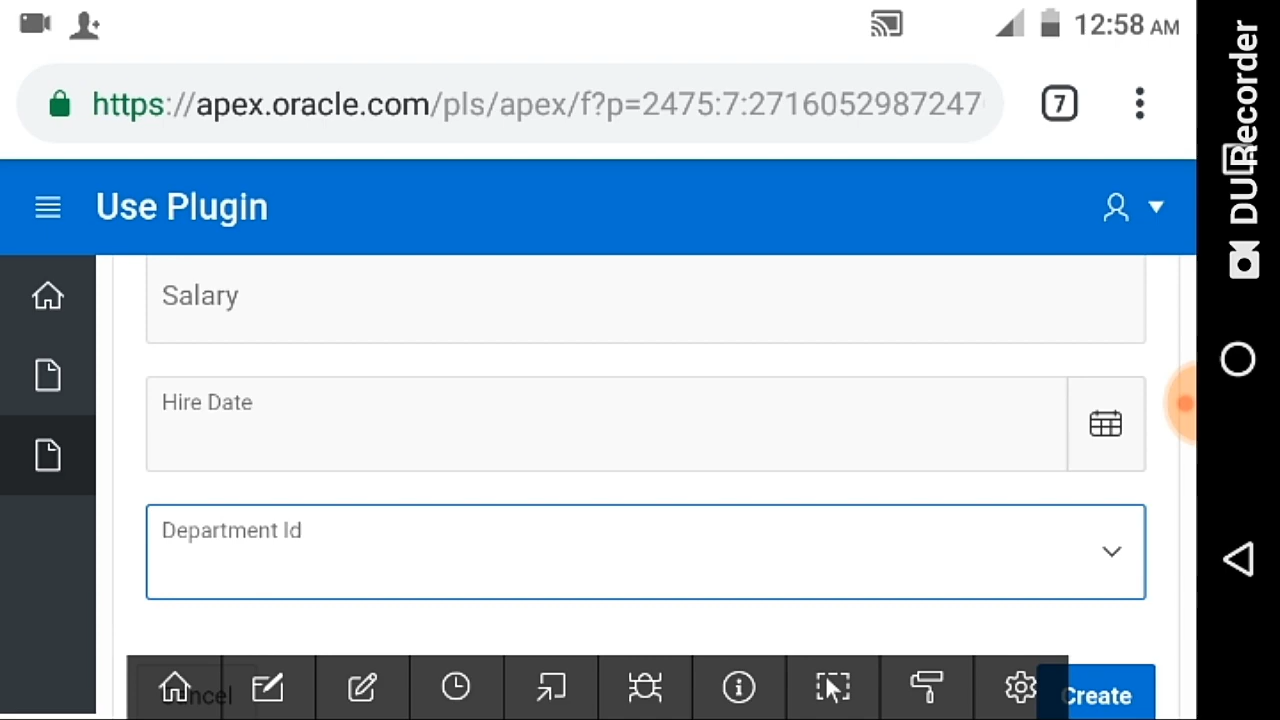 12:58 AM
https://apex.oracle.com/pls/apex/f?p=2475:7:2716052987247
7
Use Plugin
Salary
Hire Date
Department Id
Cancel
Create
DU Recorder